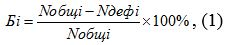 Бі = (Nобщі – Nдефі) / Nобщі × 100% , (1)